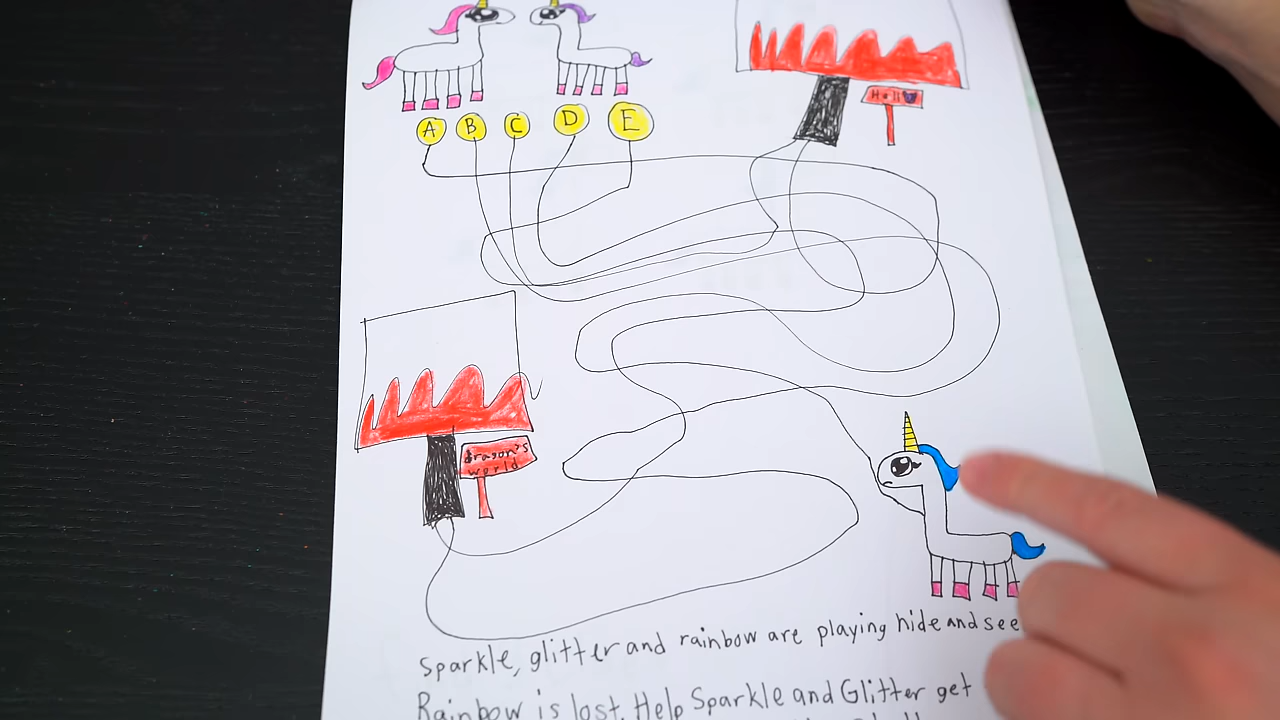 A B C D E
Hell
dragon's
world
Sparkle, glitter and rainbow are playing hide and see
Rainbow is lost. Help Sparkle and Glitter get